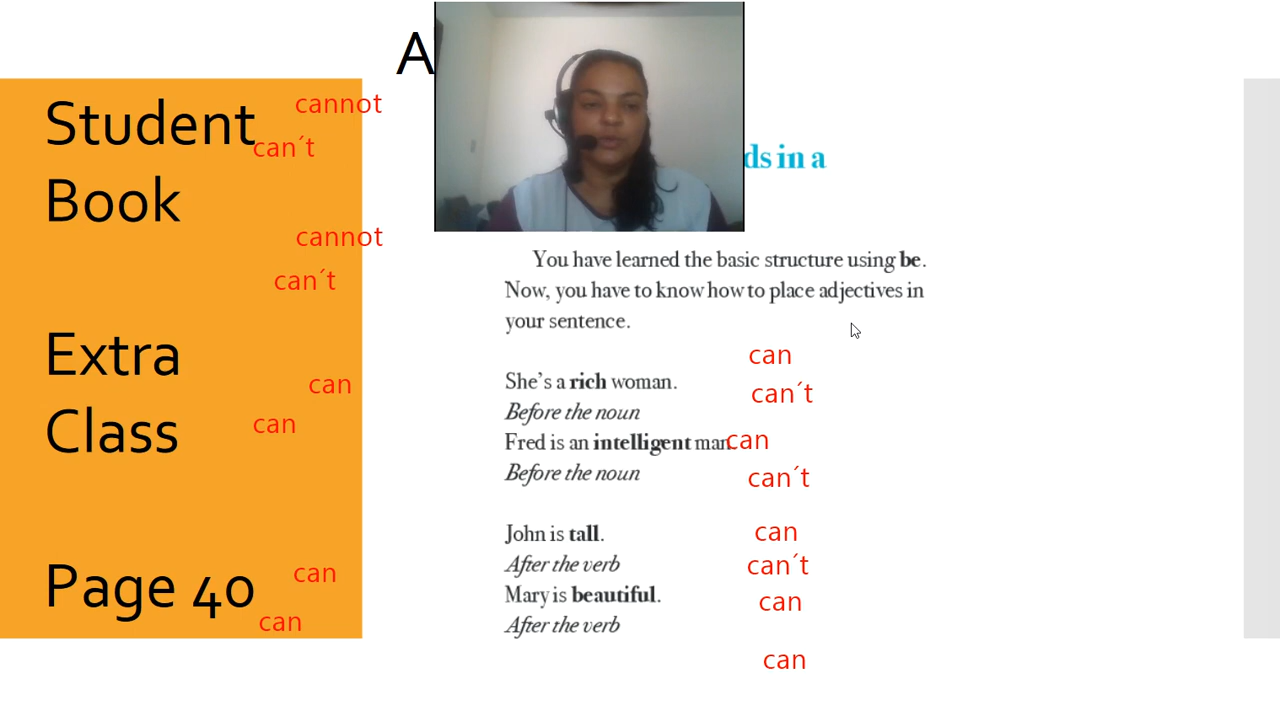 A
Student
cannot
can´t
Book
cannot
can´t
Extra
can
Class
can
Page 40
can
can
ds in a
You have learned the basic structure using be.
Now, you have to know how to place adjectives in
your sentence.
can
She’s a rich woman.
can´t
Before the noun
Fred is an intelligent man
can
Before the noun
can´t
John is tall.
can
After the verb
can´t
Mary is beautiful.
can
After the verb
can